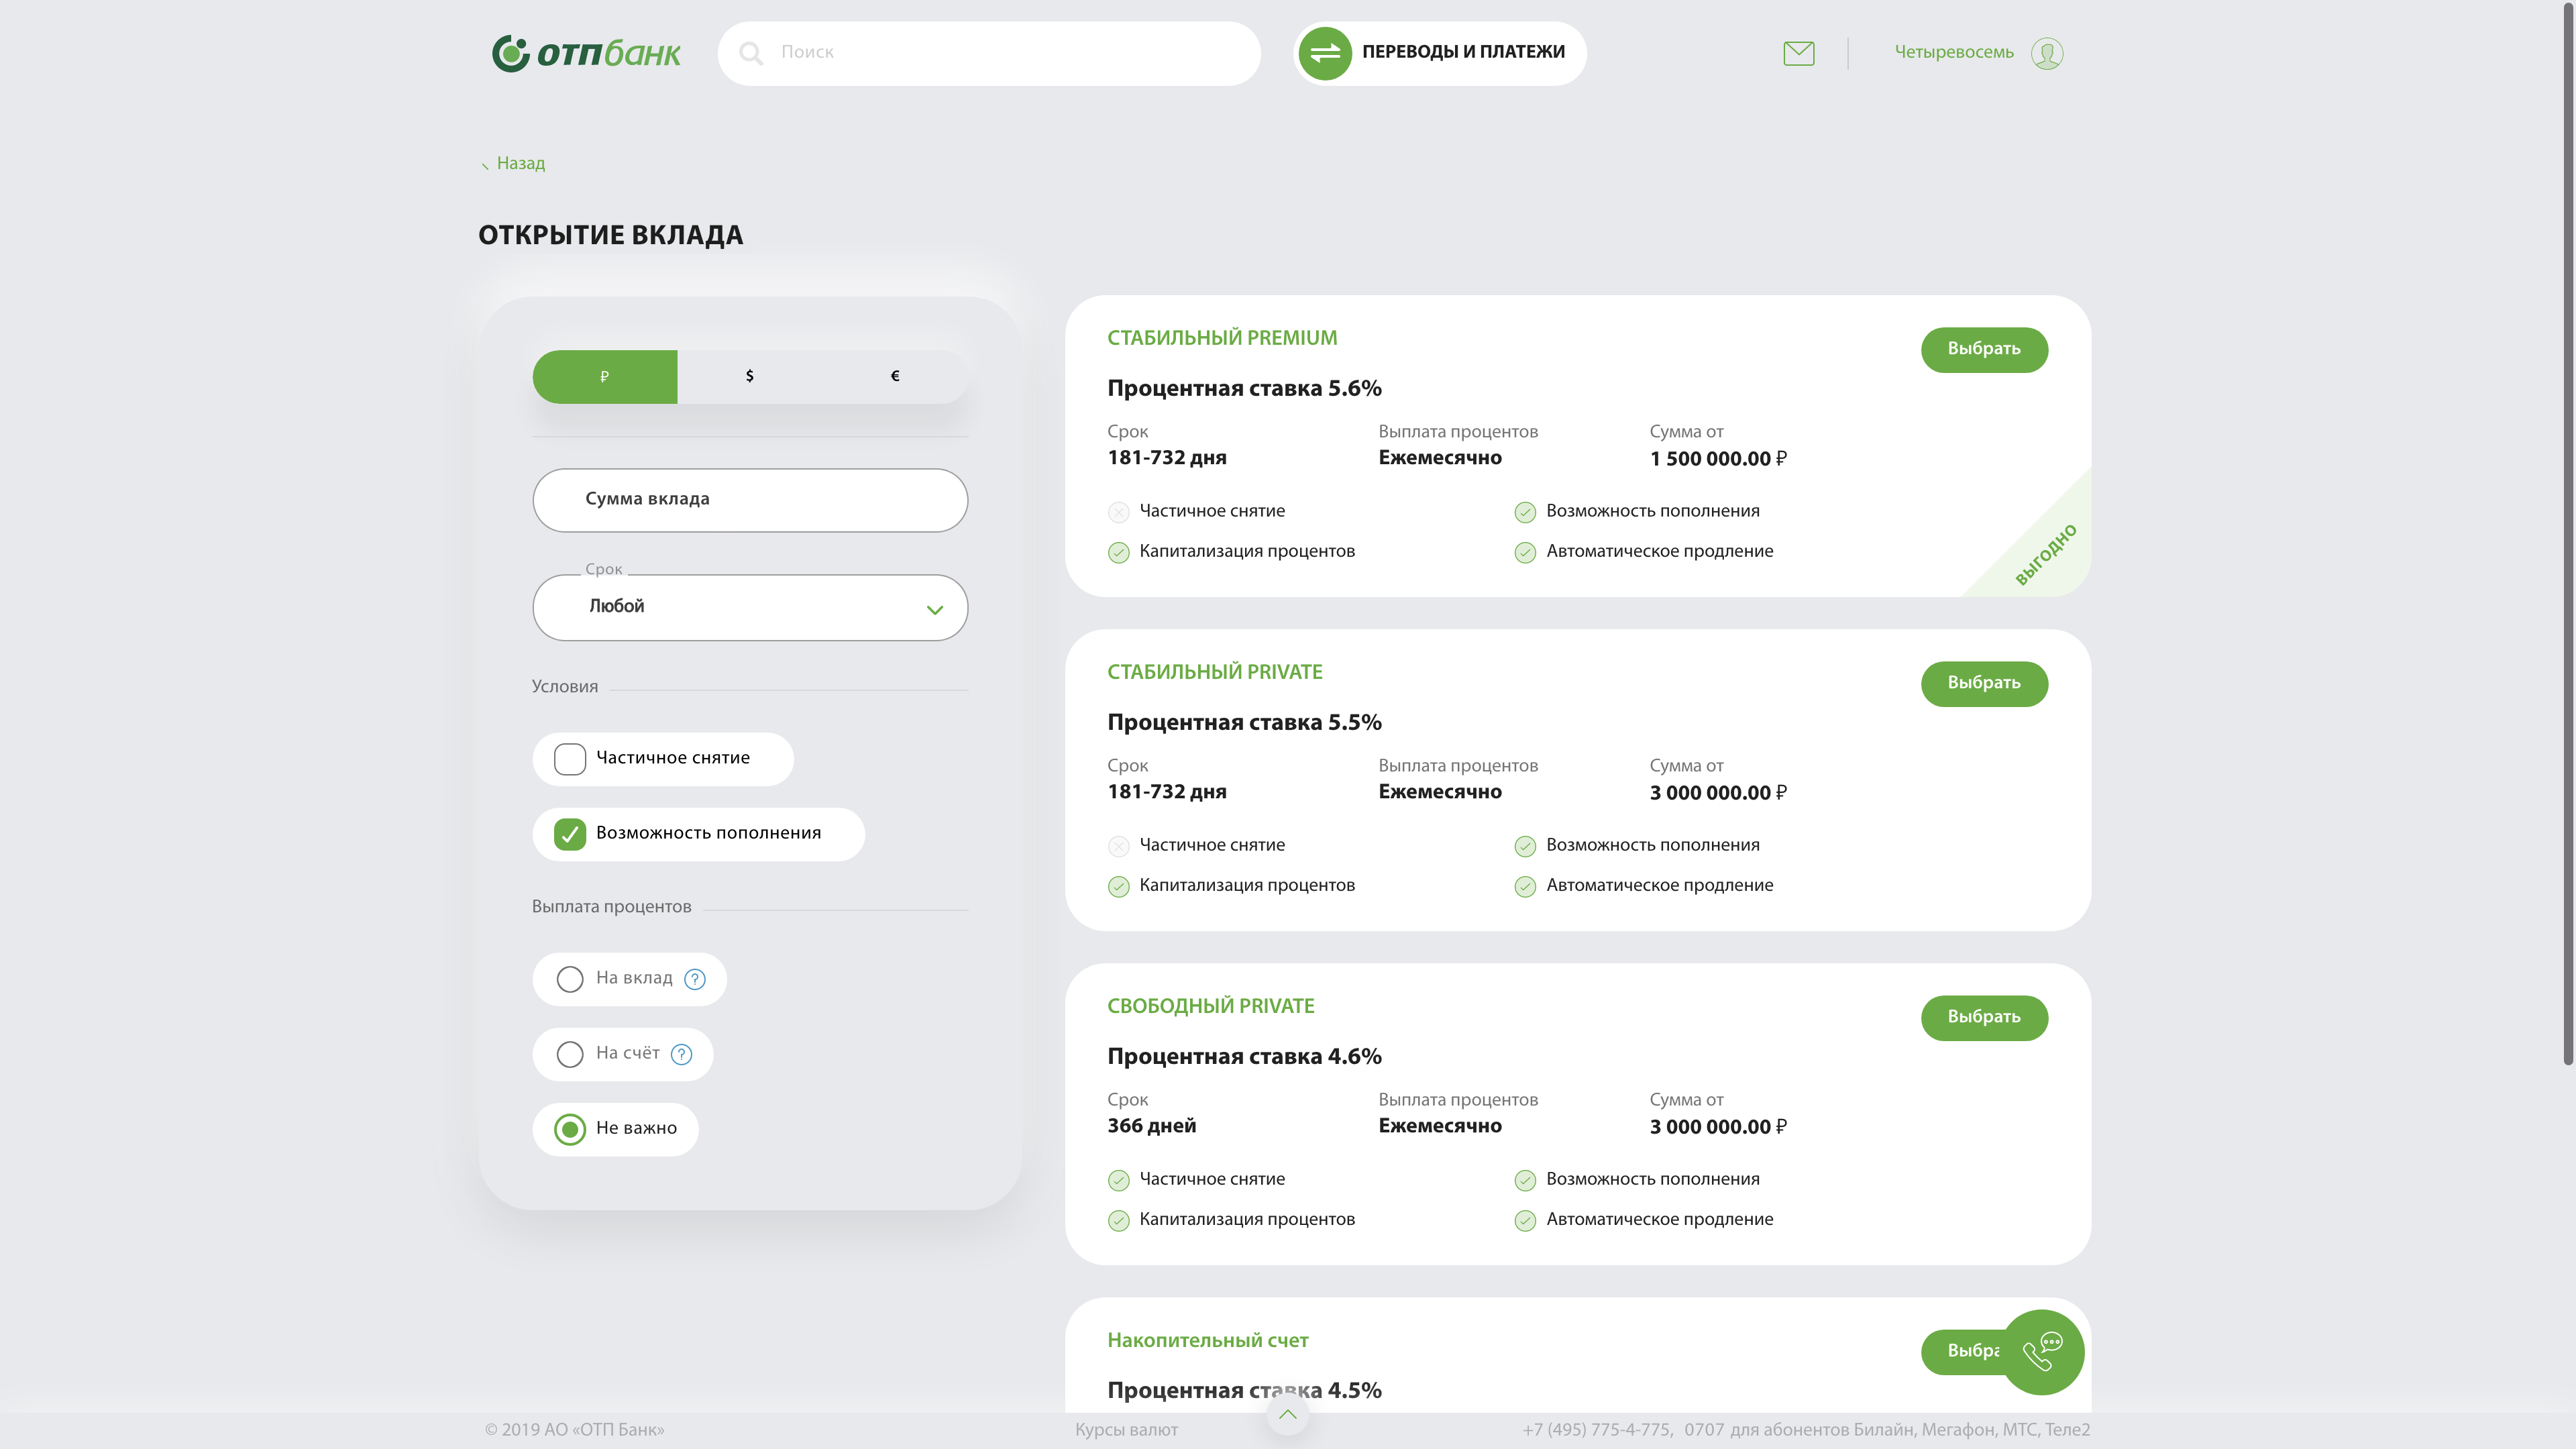 отпбанк
Поиск
ПЕРЕВОДЫ И ПЛАТЕЖИ
Четыревосемь
Назад
ОТКРЫТИЕ ВКЛАДА
₽ $ €
Сумма вклада
Срок
Любой
Условия
Частичное снятие
Возможность пополнения
Выплата процентов
На вклад ?
На счёт ?
Не важно
СТАБИЛЬНЫЙ PREMIUM
Выбрать
Процентная ставка 5.6%
Срок Выплата процентов Сумма от
181-732 дня Ежемесячно 1 500 000.00 ₽
Частичное снятие Возможность пополнения
Капитализация процентов Автоматическое продление
ВЫГОДНО
СТАБИЛЬНЫЙ PRIVATE
Выбрать
Процентная ставка 5.5%
Срок Выплата процентов Сумма от
181-732 дня Ежемесячно 3 000 000.00 ₽
Частичное снятие Возможность пополнения
Капитализация процентов Автоматическое продление
СВОБОДНЫЙ PRIVATE
Выбрать
Процентная ставка 4.6%
Срок Выплата процентов Сумма от
366 дней Ежемесячно 3 000 000.00 ₽
Частичное снятие Возможность пополнения
Капитализация процентов Автоматическое продление
Накопительный счет
Выбра
Процентная ставка 4.5%
© 2019 АО «ОТП Банк» Курсы валют +7 (495) 775-4-775, 0707 для абонентов Билайн, Мегафон, МТС, Теле2